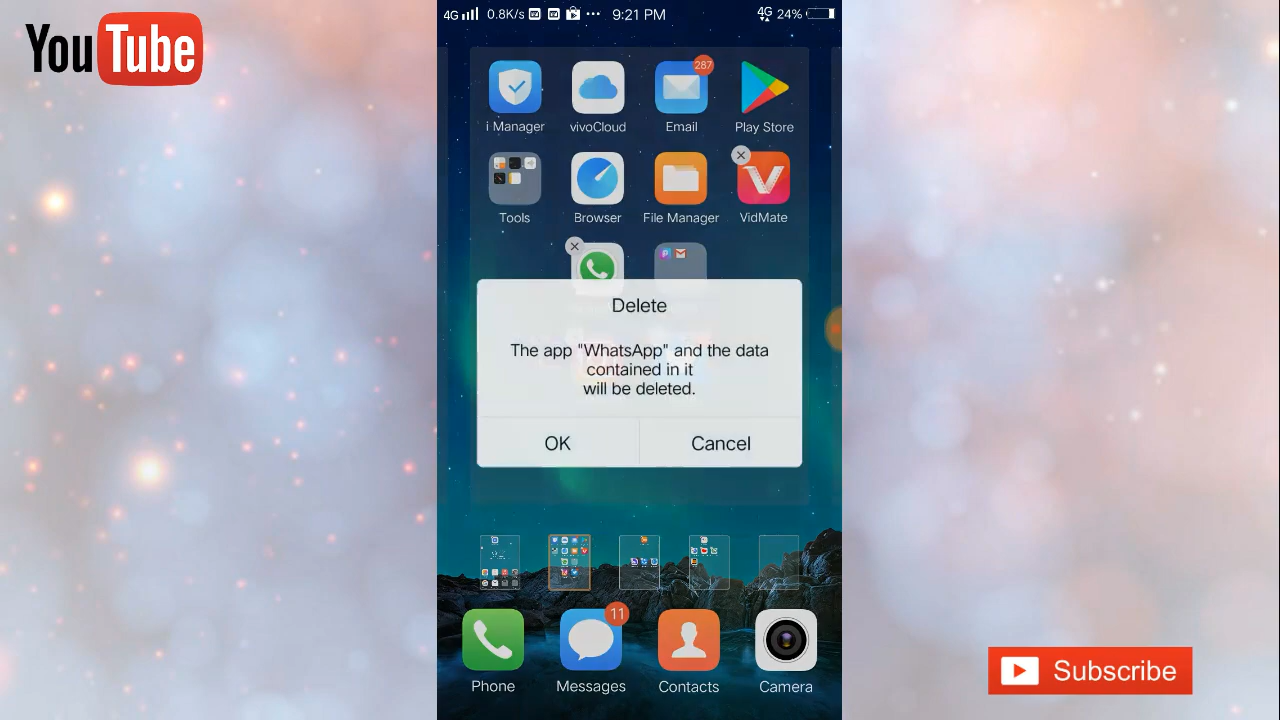 YouTube
4G 0.8K/s 9:21 PM 4G 24%
287
i Manager vivoCloud Email Play Store
Tools Browser File Manager VidMate
Delete
The app "WhatsApp" and the data
contained in it
will be deleted.
OK Cancel
11
Phone Messages Contacts Camera
Subscribe